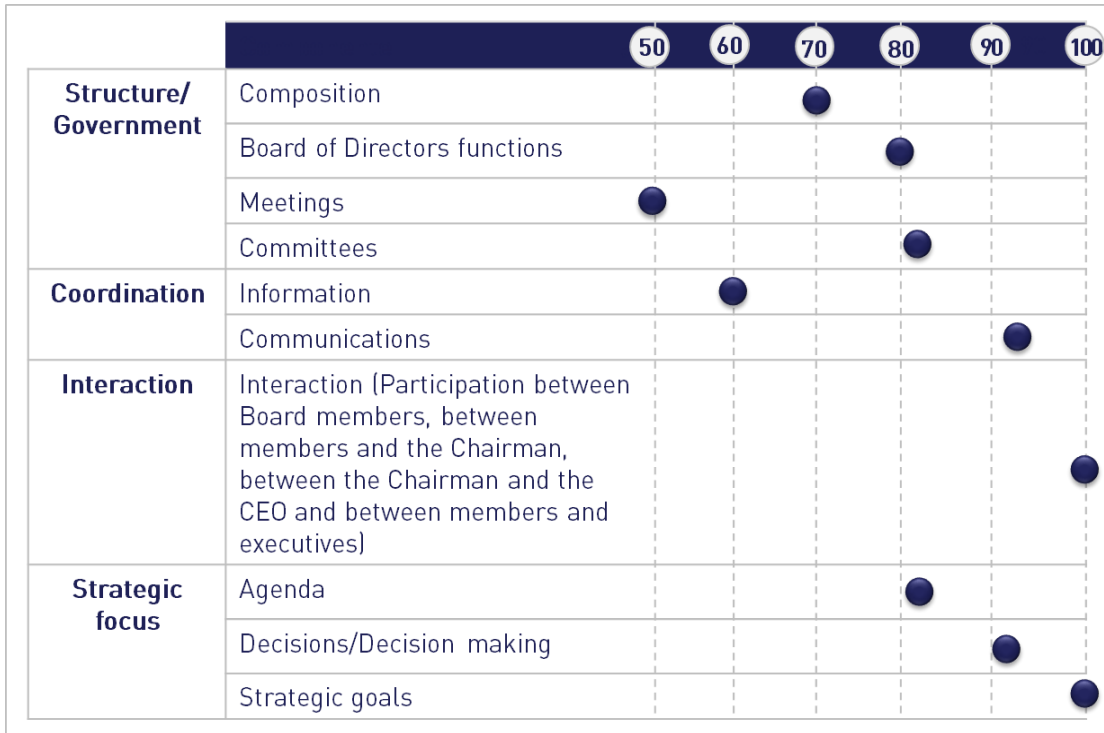 50 60 70 80 90 100
Structure/
Government
Composition
Board of Directors functions
Meetings
Committees
Coordination
Information
Communications
Interaction
Interaction (Participation between
Board members, between
members and the Chairman,
between the Chairman and the
CEO and between members and
executives)
Strategic
focus
Agenda
Decisions/Decision making
Strategic goals